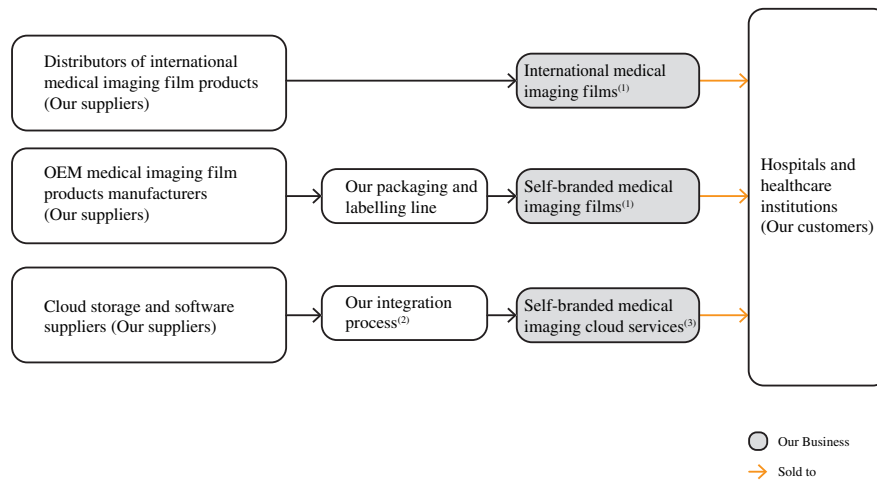 Distributors of international
medical imaging film products
(Our suppliers)
International medical
imaging films(1)
OEM medical imaging film
products manufacturers
(Our suppliers)
Our packaging and
labelling line
Self-branded medical
imaging films(1)
Cloud storage and software
suppliers (Our suppliers)
Our integration
process(2)
Self-branded medical
imaging cloud services(3)
Hospitals and
healthcare
institutions
(Our customers)
Our Business
Sold to